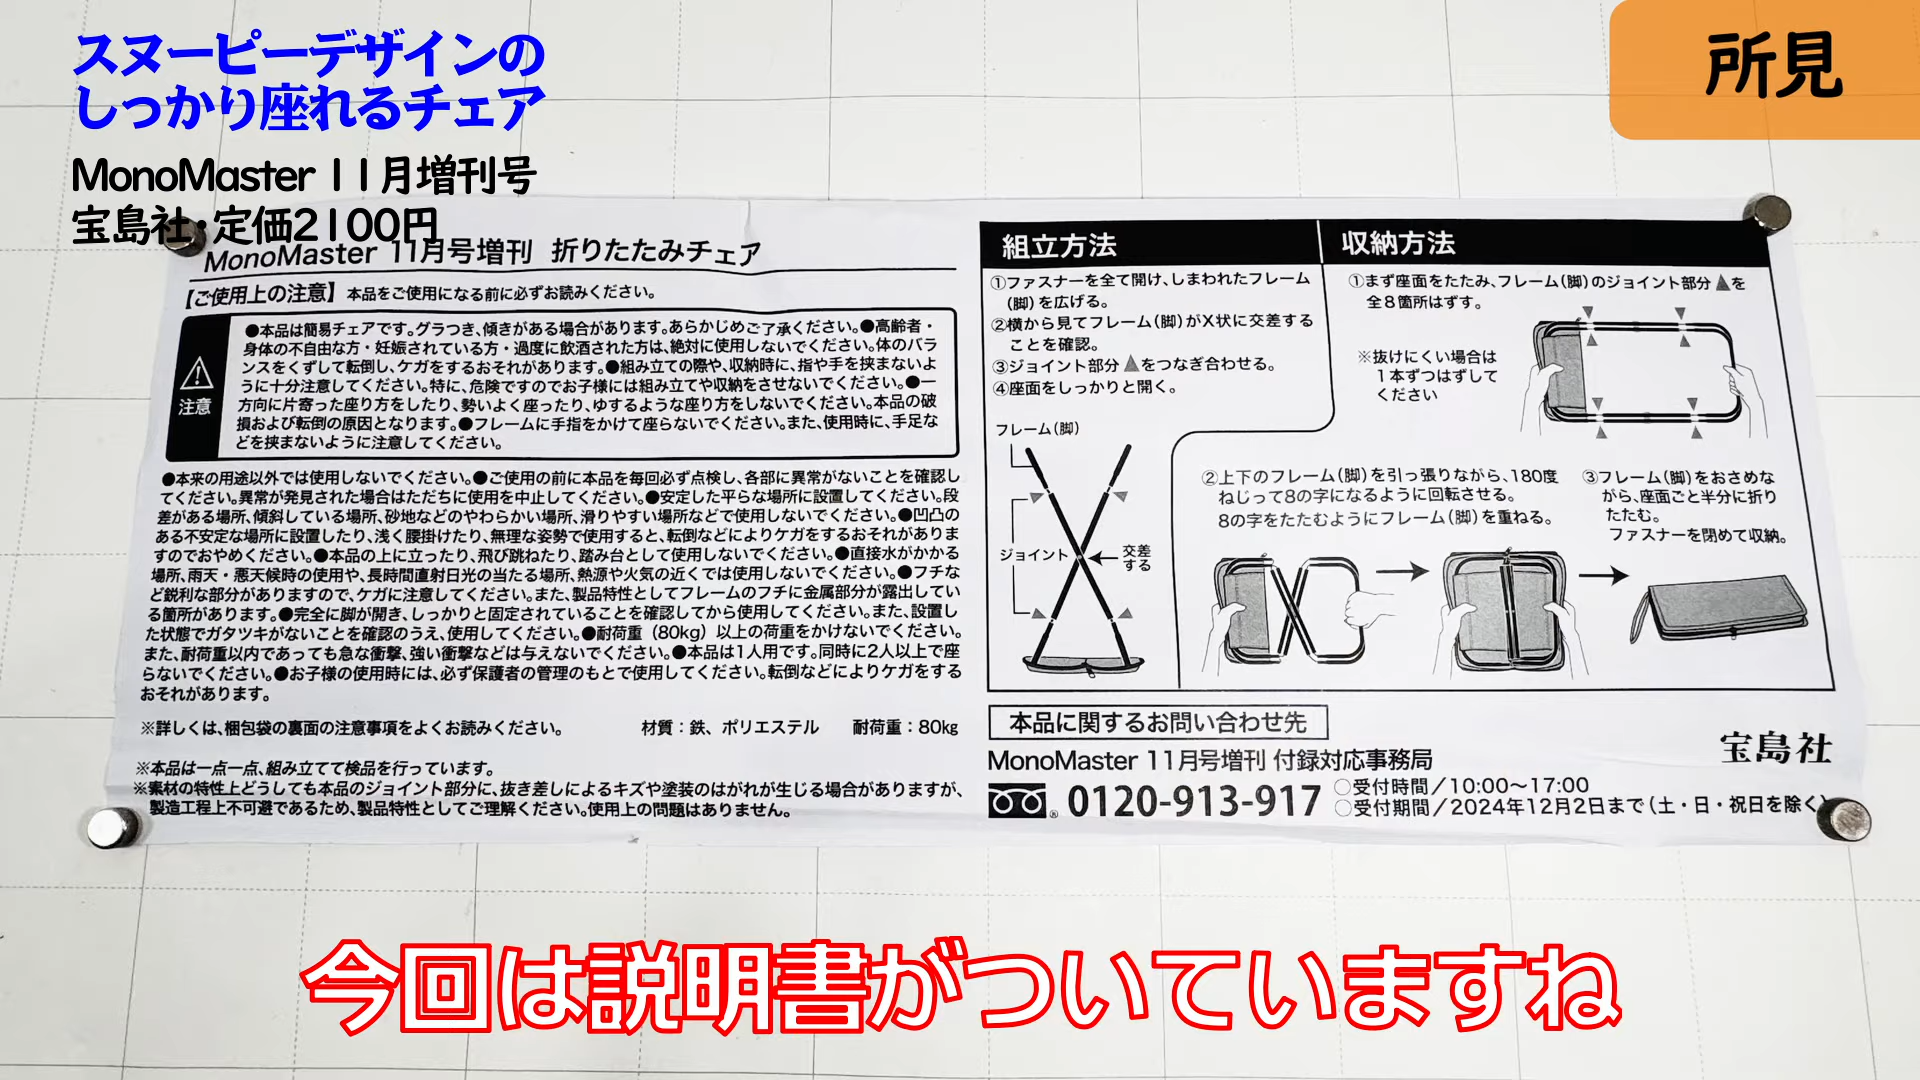 スヌーピーデザインの
しっかり座れるチェア
MonoMaster 11月増刊号
宝島社・定価2100円
所見
MonoMaster 11月号増刊 折りたたみチェア
【ご使用上の注意】本品をご使用になる前に必ずお読みください。
注意
●本品は簡易チェアです。グラつき、傾きがある場合があります。あらかじめご了承ください。●高齢者・
身体の不自由な方・妊娠されている方・過度に飲酒された方は、絶対に使用しないでください。体のバラ
ンスをくずして転倒し、ケガをするおそれがあります。●組み立ての際や、収納時に、指や手を挟まないよ
うに十分注意してください。特に、危険ですのでお子様には組み立てや収納をさせないでください。●一
方向に片寄った座り方をしたり、勢いよく座ったり、ゆするような座り方をしないでください。本品の破
損および転倒の原因となります。●フレームに手指をかけて座らないでください。また、使用時に、手足な
どを挟まないように注意してください。
●本来の用途以外では使用しないでください。●ご使用の前に本品を毎回必ず点検し、各部に異常がないことを確認し
てください。異常が発見された場合はただちに使用を中止してください。●安定した平らな場所に設置してください。段
差がある場所、傾斜している場所、砂地などのやわらかい場所、滑りやすい場所などで使用しないでください。●凹凸の
ある不安定な場所に設置したり、浅く腰掛けたり、無理な姿勢で使用すると、転倒などによりケガをするおそれがありま
すのでおやめください。●本品の上に立ったり、飛び跳ねたり、踏み台として使用しないでください。●直接水がかかる
場所、雨天・悪天候時の使用や、長時間直射日光の当たる場所、熱源や火気の近くでは使用しないでください。●フチな
ど鋭利な部分がありますので、ケガに注意してください。また、製品特性としてフレームのフチに金属部分が露出してい
る箇所があります。●完全に脚が開き、しっかりと固定されていることを確認してから使用してください。また、設置し
た状態でガタツキがないことを確認のうえ、使用してください。●耐荷重（80kg）以上の荷重をかけないでください。
また、耐荷重以内であっても急な衝撃、強い衝撃などは与えないでください。●本品は1人用です。同時に2人以上で座
らないでください。●お子様の使用時には、必ず保護者の管理のもとで使用してください。転倒などによりケガをする
おそれがあります。
※詳しくは、梱包袋の裏面の注意事項をよくお読みください。 材質：鉄、ポリエステル 耐荷重：80kg
※本品は一点一点、組み立てて検品を行っています。
※素材の特性上どうしても本品のジョイント部分に、抜き差しによるキズや塗装のはがれが生じる場合がありますが、
製造工程上不可避であるため、製品特性としてご理解ください。使用上の問題はありません。
組立方法
①ファスナーを全て開け、しまわれたフレーム
（脚）を広げる。
②横から見てフレーム（脚）がX状に交差する
ことを確認。
③ジョイント部分▲をつなぎ合わせる。
④座面をしっかりと開く。
フレーム（脚）
ジョイント
交差
する
収納方法
①まず座面をたたみ、フレーム（脚）のジョイント部分▲を
全8箇所はずす。
※抜けにくい場合は
1本ずつはずして
ください
②上下のフレーム（脚）を引っ張りながら、180度
ねじって8の字になるように回転させる。
8の字をたたむようにフレーム（脚）を重ねる。
③フレーム（脚）をおさめな
がら、座面ごと半分に折り
たたむ。
ファスナーを閉めて収納。
本品に関するお問い合わせ先
MonoMaster 11月号増刊 付録対応事務局
0120-913-917
○受付時間／10:00〜17:00
○受付期間／2024年12月2日まで（土・日・祝日を除く）
宝島社
今回は説明書がついていますね